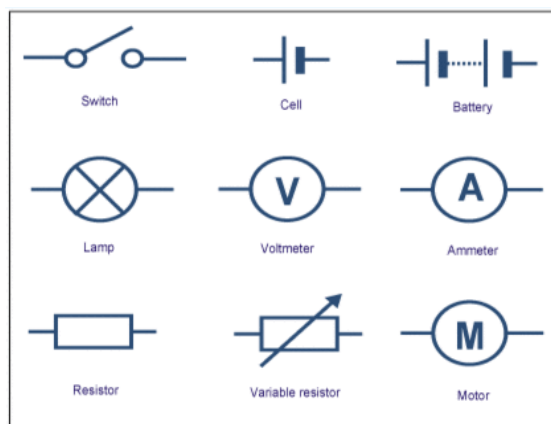 Switch
Cell
Battery
Lamp
V
Voltmeter
A
Ammeter
Resistor
Variable resistor
M
Motor